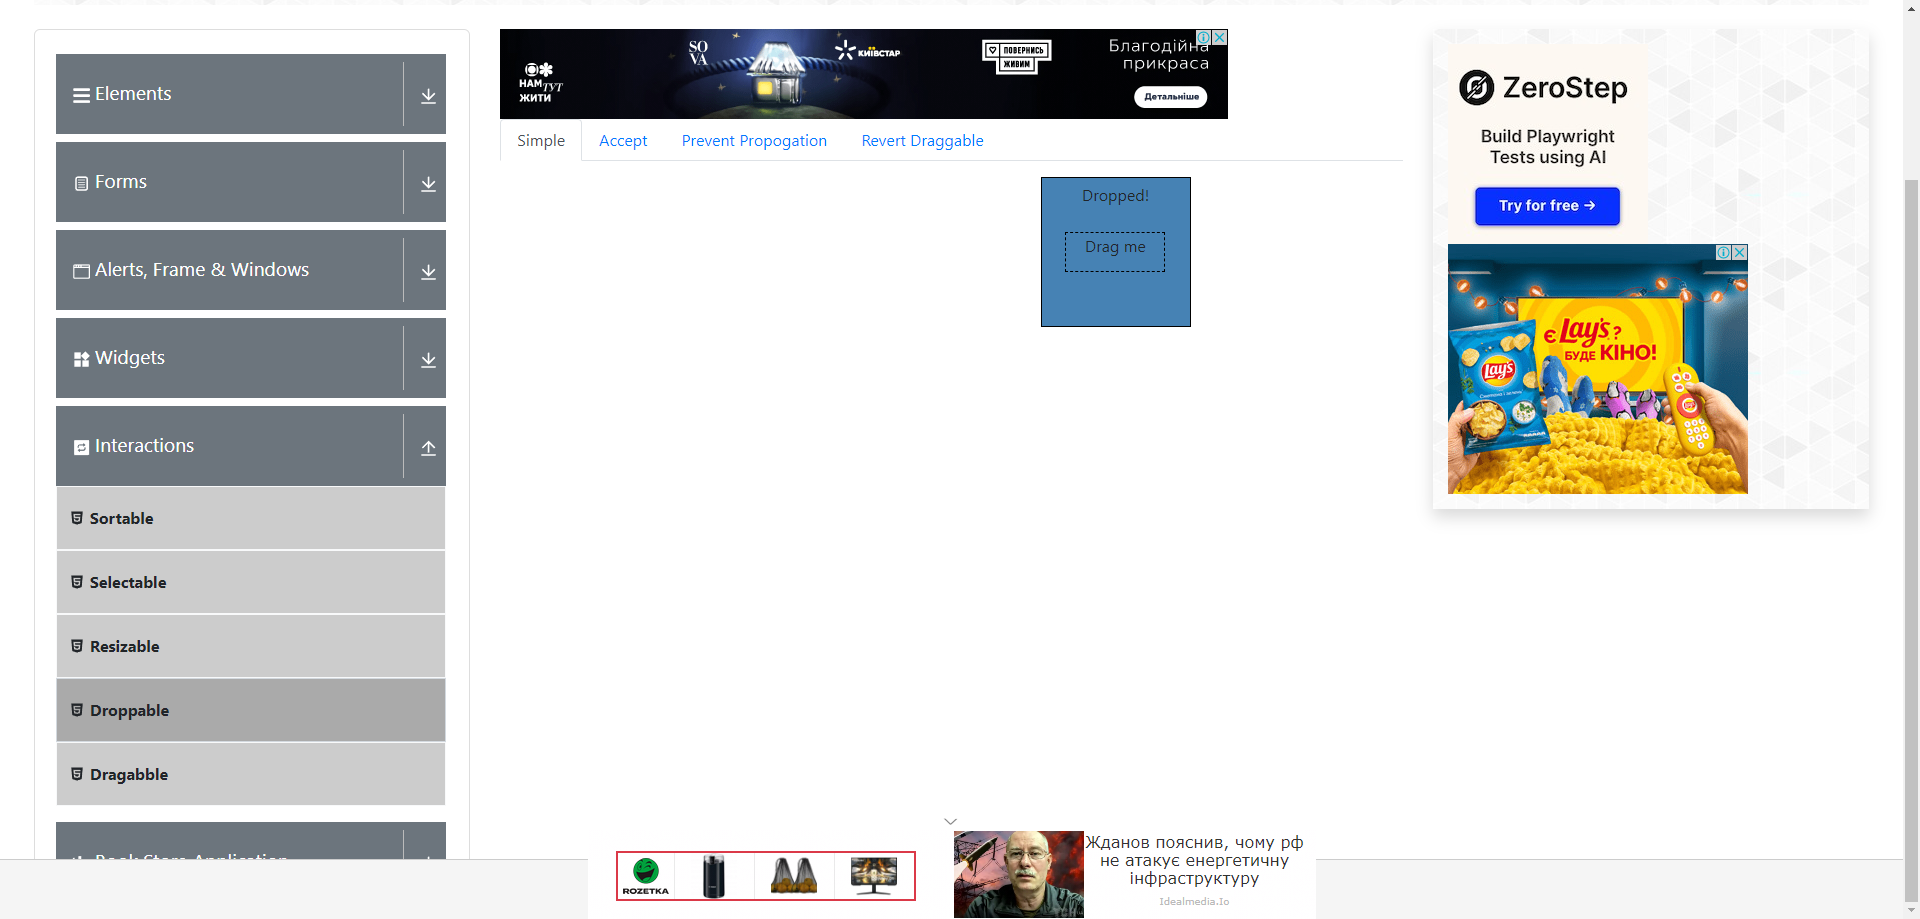 Elements
Forms
Alerts, Frame & Windows
Widgets
Interactions
Sortable
Selectable
Resizable
Droppable
Dragabble
НАМ
ТУТ
ЖИТИ
SO
VA
КИЇВСТАР
ПОВЕРНИСЬ
ЖИВИМ
Благодійна
прикраса
Детальніше
Simple
Accept
Prevent Propogation
Revert Draggable
Dropped!
Drag me
ZeroStep
Build Playwright
Tests using AI
Try for free →
Є Lay's?
БУДЕ КІНО!
Lay's
ROZETKA
Жданов пояснив, чому рф
не атакує енергетичну
інфраструктуру
Idealmedia.Io